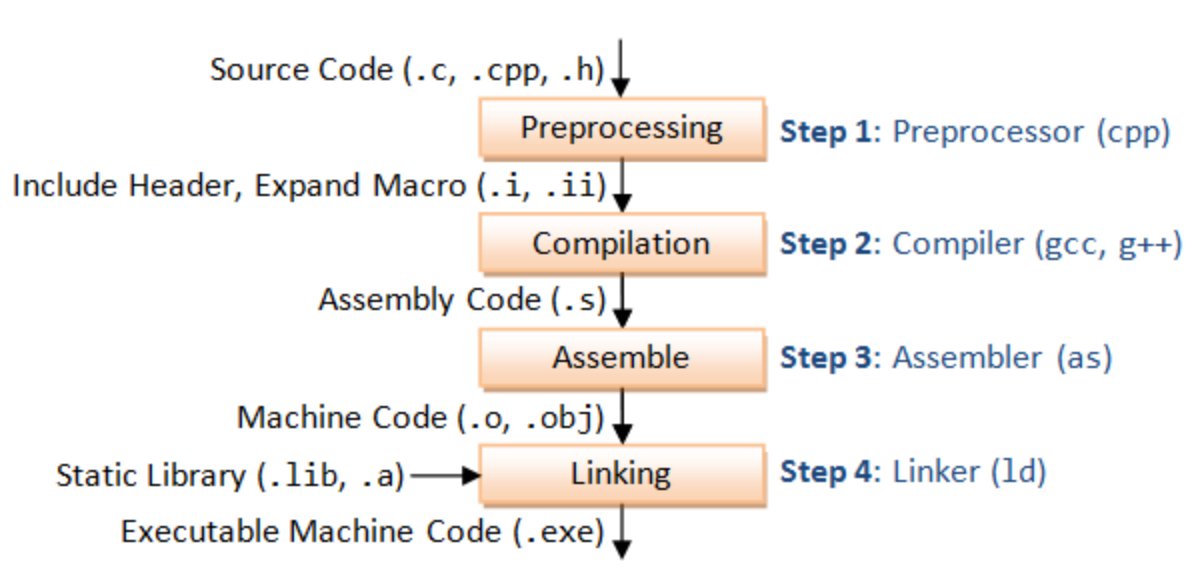 Source Code (.c, .cpp, .h)
Preprocessing
Step 1: Preprocessor (cpp)
Include Header, Expand Macro (.i, .ii)
Compilation
Step 2: Compiler (gcc, g++)
Assembly Code (.s)
Assemble
Step 3: Assembler (as)
Machine Code (.o, .obj)
Static Library (.lib, .a)
Linking
Step 4: Linker (ld)
Executable Machine Code (.exe)